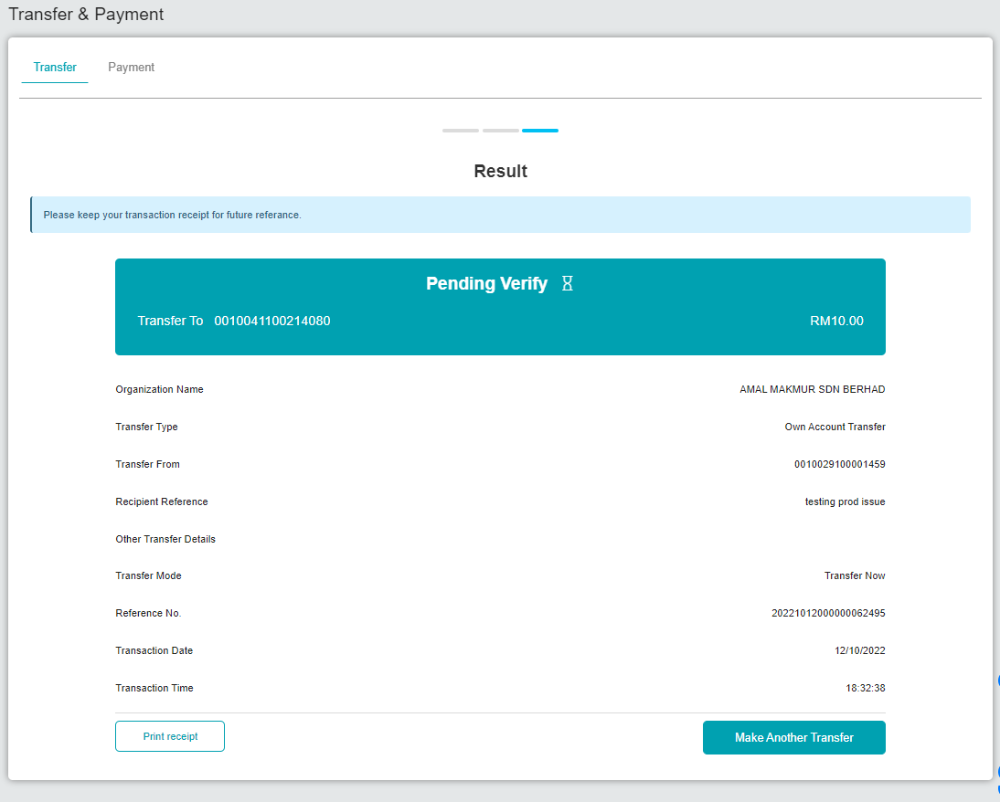 Transfer & Payment
Transfer Payment
Result
Please keep your transaction receipt for future referance.
Pending Verify
Transfer To 0010041100214080 RM10.00
Organization Name AMAL MAKMUR SDN BERHAD
Transfer Type Own Account Transfer
Transfer From 0010029100001459
Recipient Reference testing prod issue
Other Transfer Details
Transfer Mode Transfer Now
Reference No. 20221012000000062495
Transaction Date 12/10/2022
Transaction Time 18:32:38
Print receipt Make Another Transfer